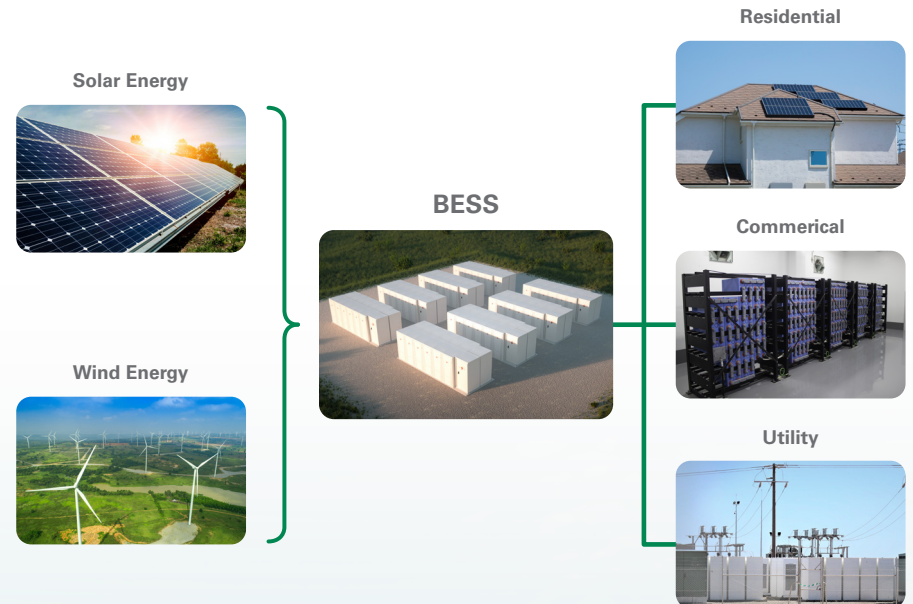 Solar Energy
Wind Energy
BESS
Residential
Commerical
Utility